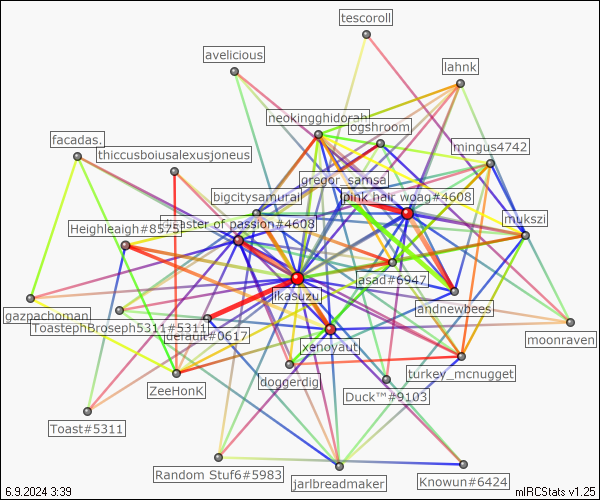 tescoroll
avelicious
lahnk
neokingghidorah
ogshroom
facadas.
thiccusboiusalexusjoneus
mingus4742
gregor_samsa
bigcitysamurai
pink hair woag#4608
master of passion#4608
Heighleaigh#8575
mukszi
asad#6947
jikasuzu
andrewbees
gazpachoman
ToastephBroseph5311#5311
default#0617
xenovaut
moonraven
doggerdig
turkey_mcnugget
ZeeHonK
Duck™#9103
Toast#5311
Random Stuf6#5983
jarlbreadmaker
Knowun#6424
6.9.2024 3:39
mIRCStats v1.25